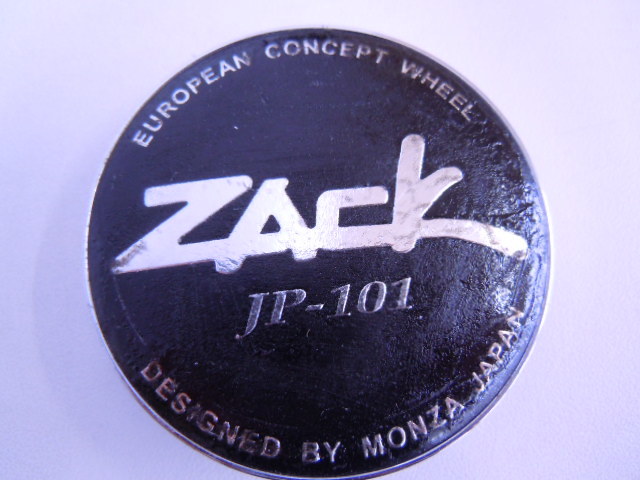 EUROPEAN CONCEPT WHEEL
ZACK
JP-101
DESIGNED BY MONZA JAPAN